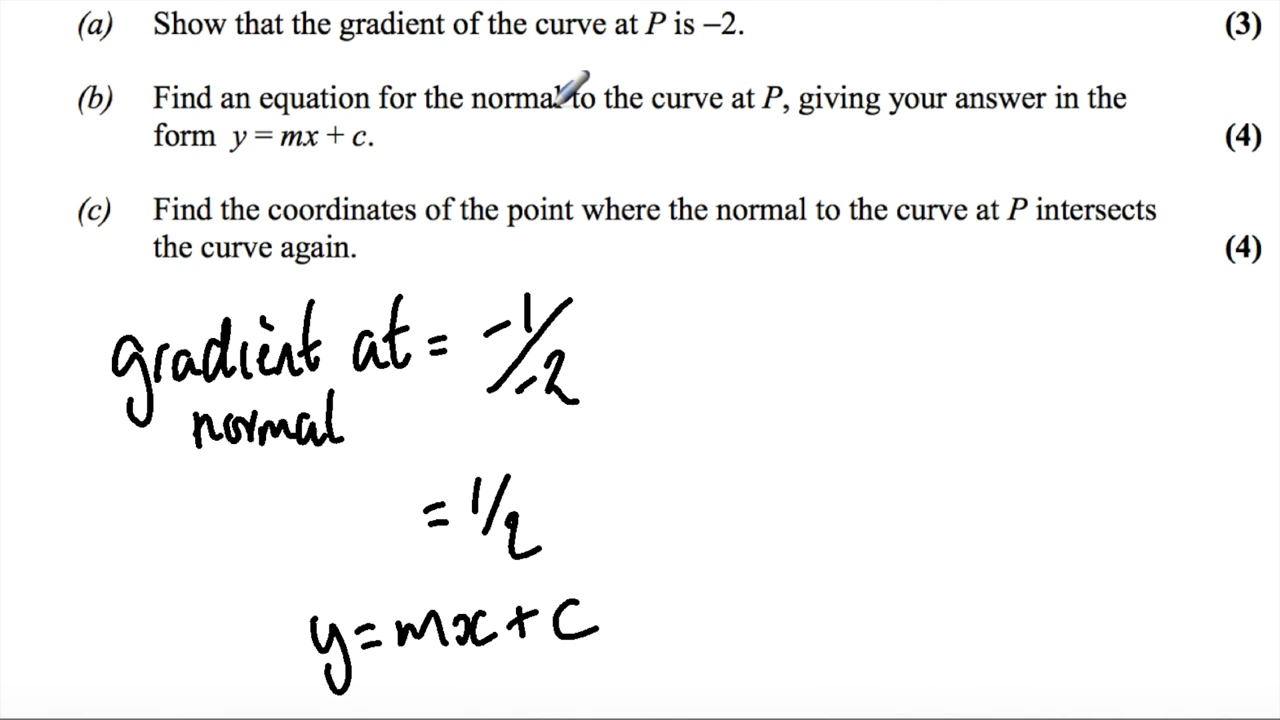 (a) Show that the gradient of the curve at P is –2. (3)
(b) Find an equation for the normal to the curve at P, giving your answer in the
form y = mx + c. (4)
(c) Find the coordinates of the point where the normal to the curve at P intersects
the curve again. (4)
gradient at = -1/-2
normal
= 1/2
y = mx + c